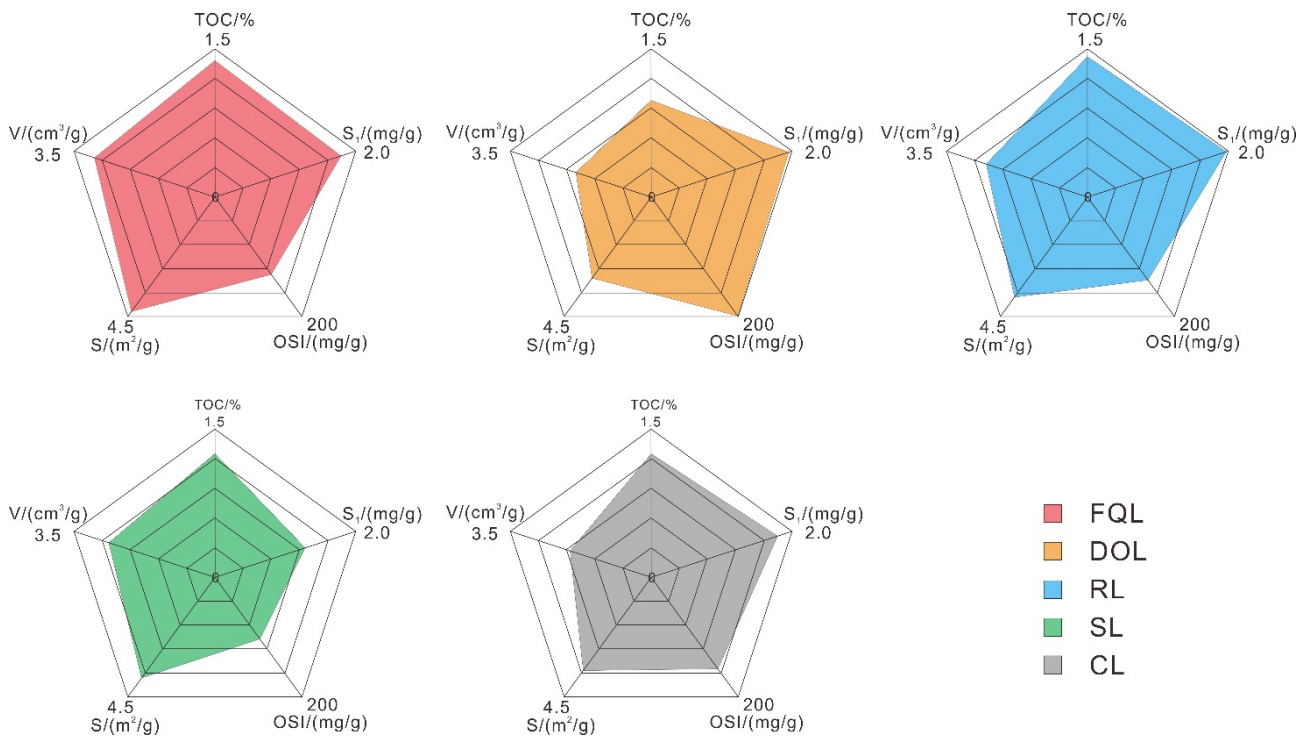 TOC/%
1.5
V/(cm³/g)
3.5
S₁/(mg/g)
2.0
0
4.5
S/(m²/g)
200
OSI/(mg/g)
TOC/%
1.5
V/(cm³/g)
3.5
S₁/(mg/g)
2.0
0
4.5
S/(m²/g)
200
OSI/(mg/g)
TOC/%
1.5
V/(cm³/g)
3.5
S₁/(mg/g)
2.0
0
4.5
S/(m²/g)
200
OSI/(mg/g)
TOC/%
1.5
V/(cm³/g)
3.5
S₁/(mg/g)
2.0
0
4.5
S/(m²/g)
200
OSI/(mg/g)
TOC/%
1.5
V/(cm³/g)
3.5
S₁/(mg/g)
2.0
0
4.5
S/(m²/g)
200
OSI/(mg/g)
FQL
DOL
RL
SL
CL